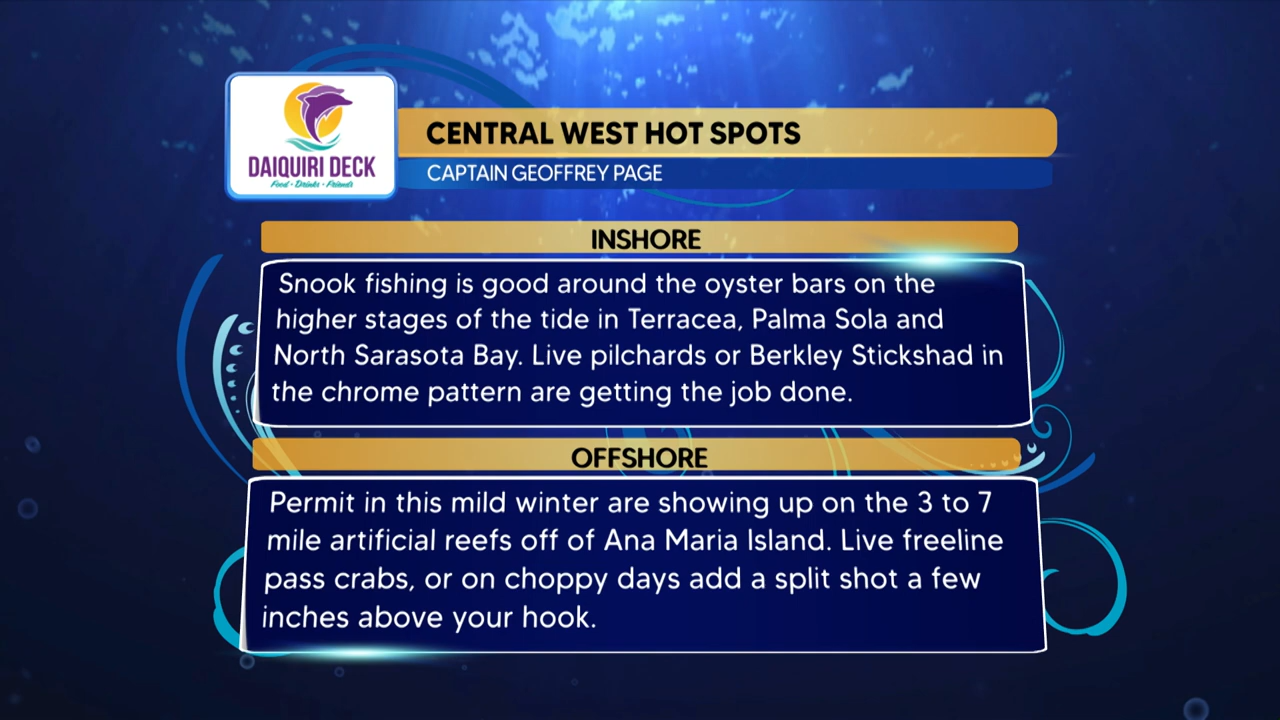 DAIQUIRI DECK
Food • Drinks • Friends
CENTRAL WEST HOT SPOTS
CAPTAIN GEOFFREY PAGE
INSHORE
Snook fishing is good around the oyster bars on the
higher stages of the tide in Terracea, Palma Sola and
North Sarasota Bay. Live pilchards or Berkley Stickshad in
the chrome pattern are getting the job done.
OFFSHORE
Permit in this mild winter are showing up on the 3 to 7
mile artificial reefs off of Ana Maria Island. Live freeline
pass crabs, or on choppy days add a split shot a few
inches above your hook.